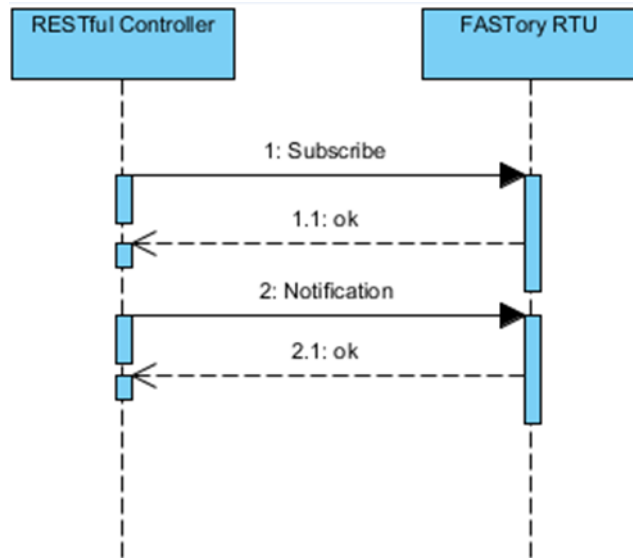 RESTful Controller
FASTory RTU
1: Subscribe
1.1: ok
2: Notification
2.1: ok